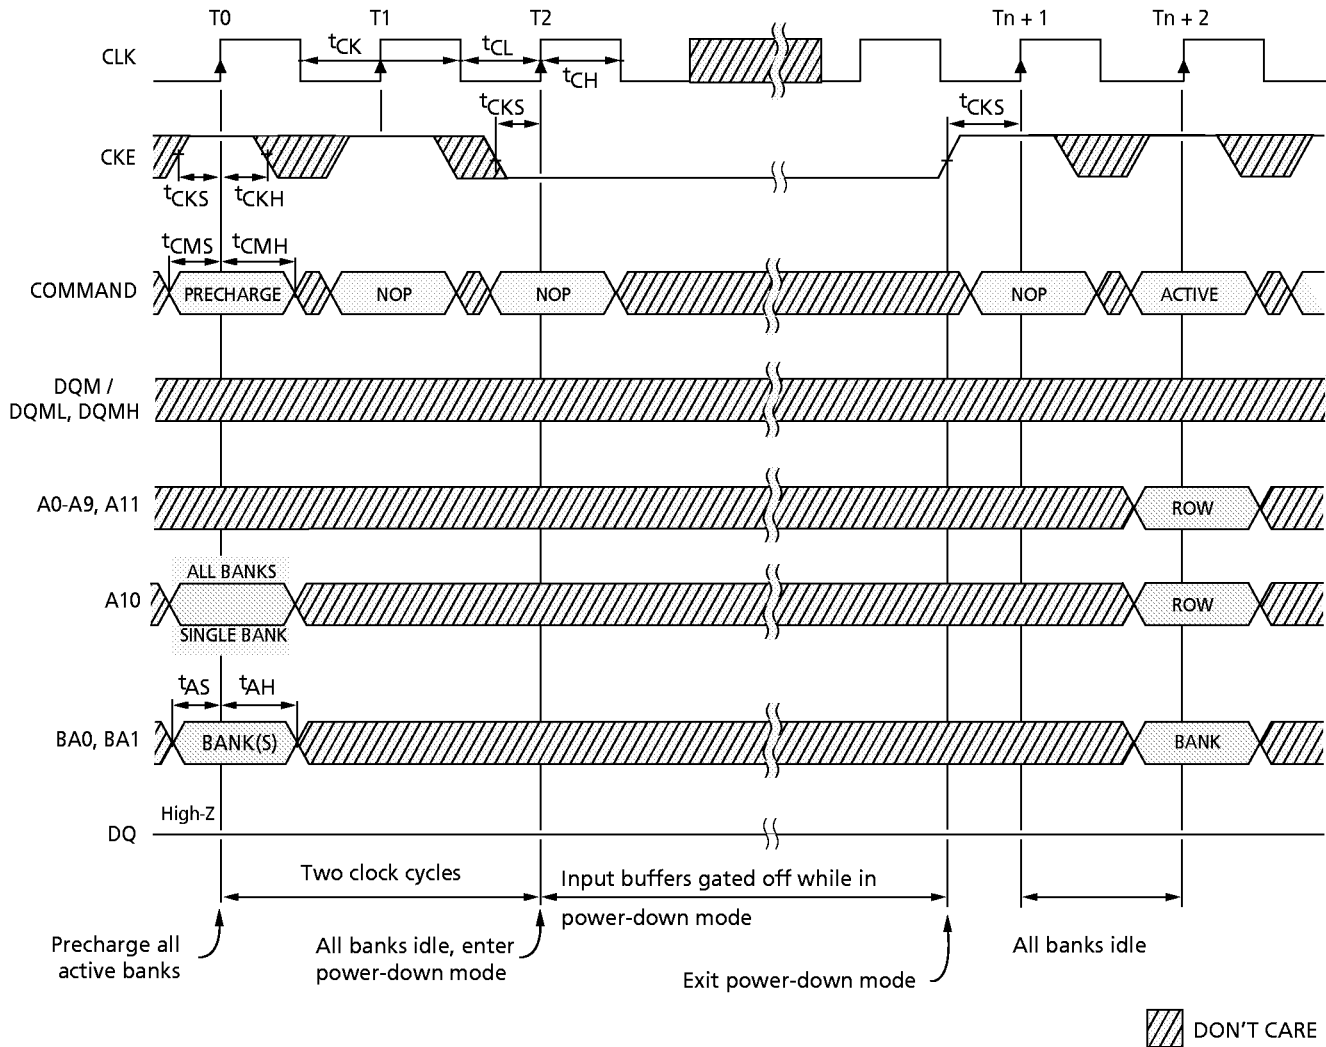 T0 T1 T2 Tn + 1 Tn + 2
CLK
tCK
tCL
tCH
tCKS
tCKS
CKE
tCKS
tCKH
tCMS
tCMH
COMMAND
PRECHARGE
NOP
NOP
NOP
ACTIVE
DQM /
DQML, DQMH
A0-A9, A11
ROW
ALL BANKS
A10
ROW
SINGLE BANK
tAS
tAH
BA0, BA1
BANK(S)
BANK
High-Z
DQ
Two clock cycles
Input buffers gated off while in
power-down mode
Precharge all
active banks
All banks idle, enter
power-down mode
Exit power-down mode
All banks idle
DON'T CARE